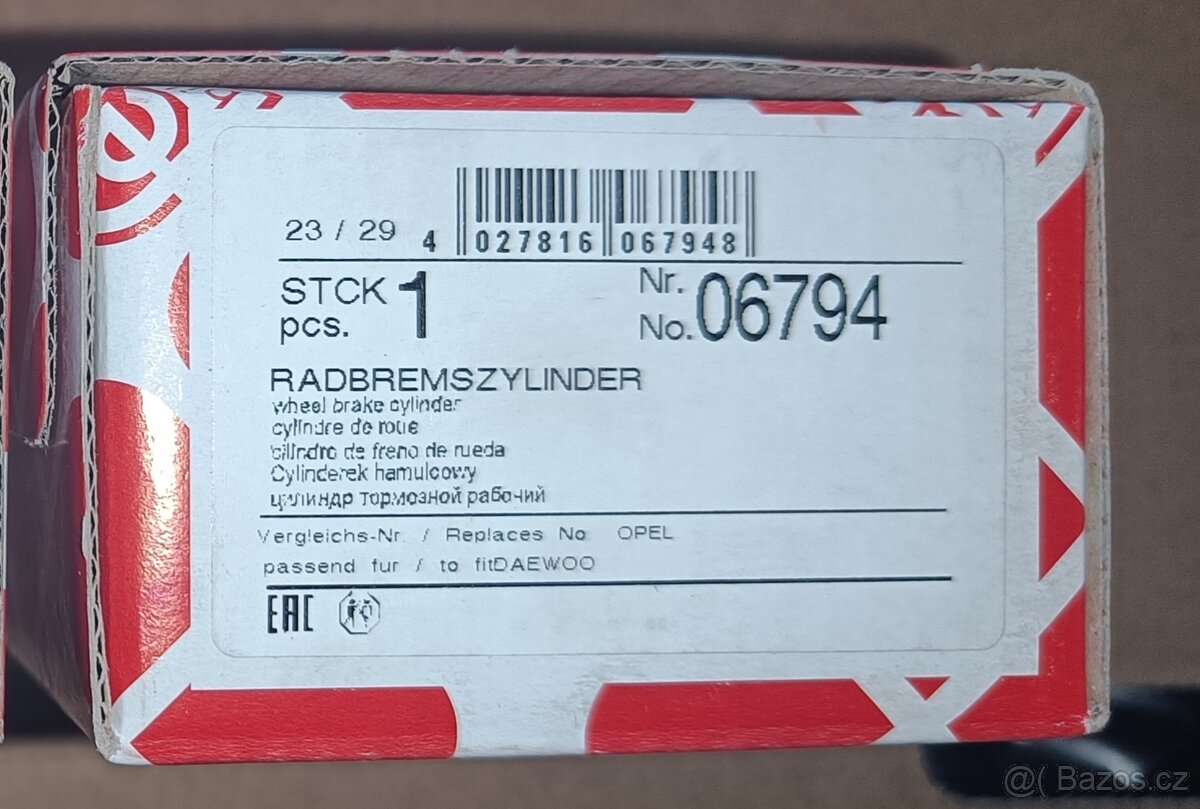 23 / 29
4 027816 067948
STCK 1
pcs.
Nr.
No. 06794
RADBREMSZYLINDER
wheel brake cylinder
cylindre de roue
cilindro de freno de rueda
Cylinderek hamulcowy
цилиндр тормозной рабочий
Vergleichs-Nr. / Replaces No OPEL
passend fur / to fitDAEWOO
EAC
@( Bazos.cz